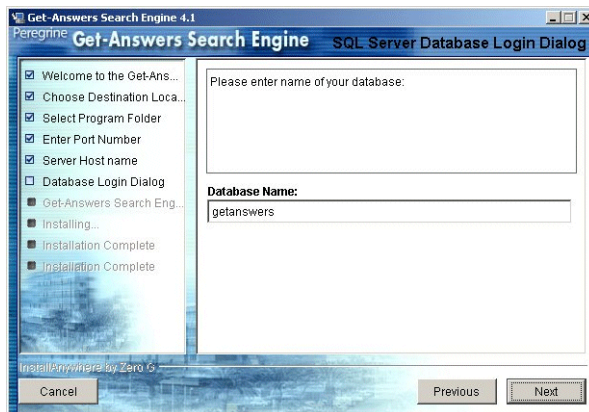 Get-Answers Search Engine 4.1
Peregrine Get-Answers Search Engine SQL Server Database Login Dialog
Welcome to the Get-Ans...
Choose Destination Loca...
Select Program Folder
Enter Port Number
Server Host name
Database Login Dialog
Get-Answers Search Eng...
Installing...
Installation Complete
Installation Complete
Please enter name of your database:
Database Name:
getanswers
InstallAnywhere by Zero G
Cancel
Previous
Next